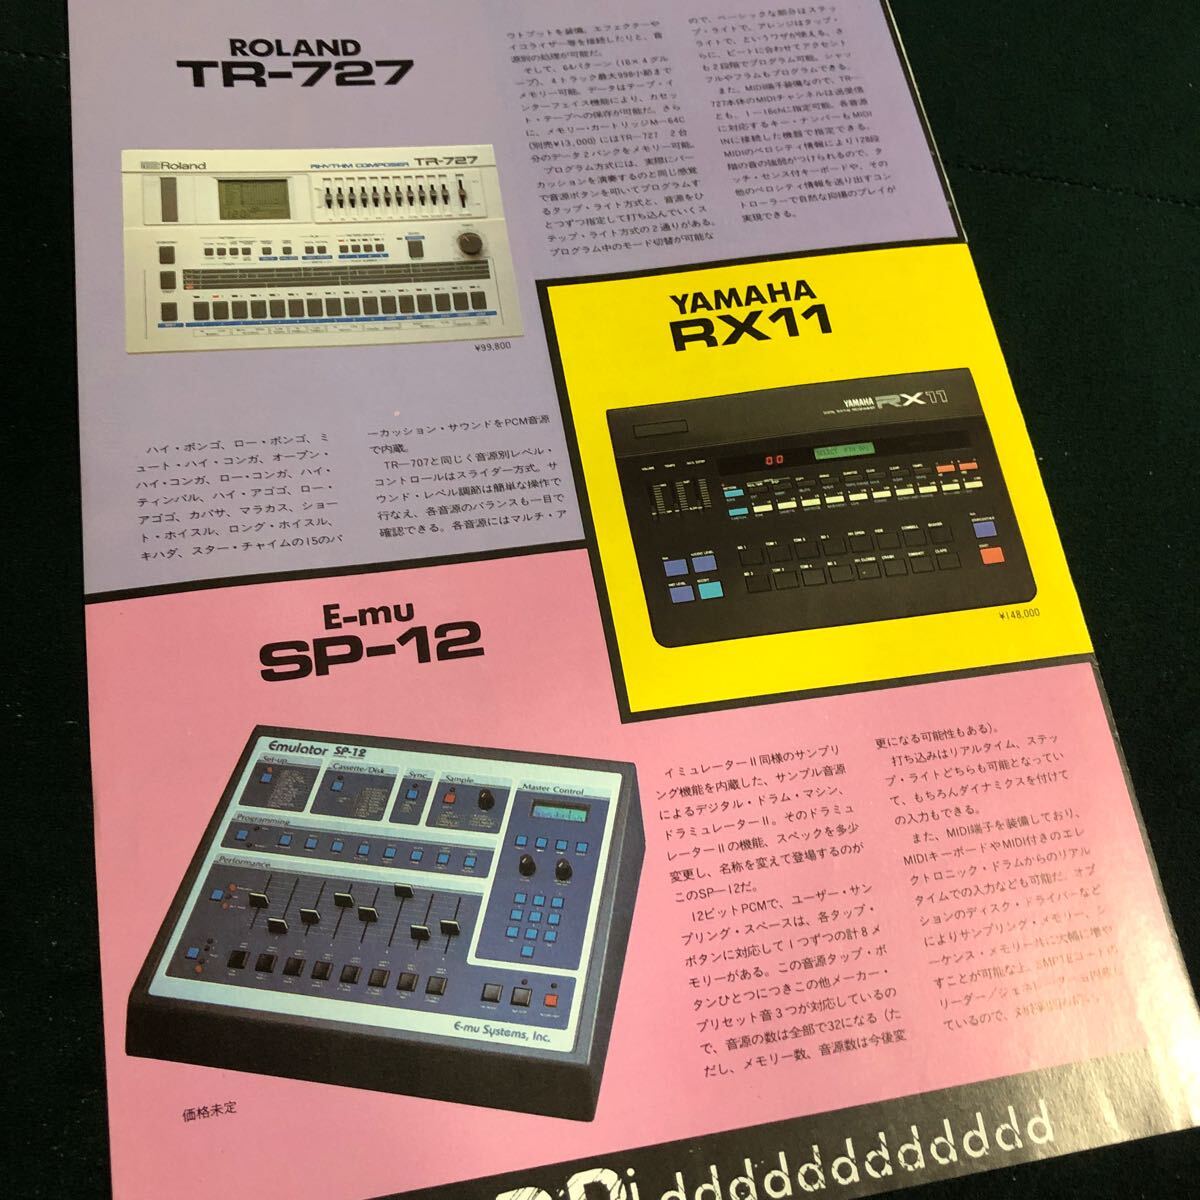 ROLAND
TR-727
Roland
RHYTHM COMPOSER TR-727
¥99,800
ハイ・ボンゴ、ロー・ボンゴ、ミ
ュート・ハイ・コンガ、オープン・
ハイ・コンガ、ロー・コンガ、ハイ・
ティンバル、ハイ・アゴゴ、ロー・
アゴゴ、カバサ、マラカス、ショー
ト・ホイスル、ロング・ホイスル、
キハダ、スター・チャイムの15のパ
ーカッション・サウンドをPCM音源
で内蔵。
TR—707と同じく音源別レベル・
コントロールはスライダー方式。サ
ウンド・レベル調節は簡単な操作で
行なえ、各音源のバランスも一目で
確認できる。各音源にはマルチ・ア
ウトプットを装備。エフェクターや
イコライザー等を接続したりと、音
源別の処理が可能だ。
そして、64パターン(16×4グル
ープ)、4トラック最大998小節まで
メモリー可能。データはテープ・イ
ンターフェイス機能により、カセッ
ト・テープへの保存が可能だ。さら
に、メモリー・カートリッジM—64C
(別売¥13,000)にはTR—727 2台
分のデータ2バンクをメモリー可能。
プログラム方式には、実際にパー
カッションを演奏するのと同じ感覚
で音源ボタンを叩いてプログラムす
るタップ・ライト方式と、音源をひ
とつずつ指定して打ち込んでいくス
テップ・ライト方式の2通りがある。
プログラム中のモード切替が可能な
ので、ベーシックな部分はステッ
プ・ライトで、アレンジはタップ・
ライトで、というワザが使える。さ
らに、ビートに合わせてアクセント
も2段階でプログラム可能。シャッ
フルやフラムもプログラムできる。
また、MIDI端子装備なので、TR—
727本体のMIDIチャンネルは送受信
とも、1—16chに指定可能。各音源
に対応するキー・ナンバーもMIDI
INに接続した機器で指定できる。
MIDIのベロシティ情報により128段
階の音の強弱がつけられるので、タ
ッチ・センス付キーボードや、その
他のベロシティ情報を送り出すコン
トローラーで自然な同様のプレイが
実現できる。
YAMAHA
RX11
YAMAHA RX11
¥148,000
E-mu
SP-12
Emulator SP-12
Set-up
Cassette/Disk
Sync
Sample
Master Control
Programming
Performance
E-mu Systems, Inc.
価格未定
イミュレーターⅡ同様のサンプリ
ング機能を内蔵した、サンプル音源
によるデジタル・ドラム・マシン、
ドラミュレーターⅡ。そのドラミュ
レーターⅡの機能、スペックを多少
変更し、名称を変えて登場するのが
このSP—12だ。
12ビットPCMで、ユーザー・サン
プリング・スペースは、各タップ・
ボタンに対応して1つずつの計8メ
モリーがある。この音源タップ・ボ
タンひとつにつきこの他メーカー・
プリセット音3つが対応しているの
で、音源の数は全部で32になる(た
だし、メモリー数、音源数は今後変
更になる可能性もある)。
打ち込みはリアルタイム、ステッ
プ・ライトどちらも可能となってい
て、もちろんダイナミクスを付けて
の入力もできる。
また、MIDI端子を装備しており、
MIDIキーボードやMIDI付きのエレ
クトロニック・ドラムからのリアル
タイムでの入力なども可能だ。オプ
ションのディスク・ドライバーなど
によりサンプリング・メモリー、シ
ーケンス・メモリー共に大幅に増や
すことが可能な上、SMPTEコードの
リーダー/ジェネレーターも内蔵し
ているので、